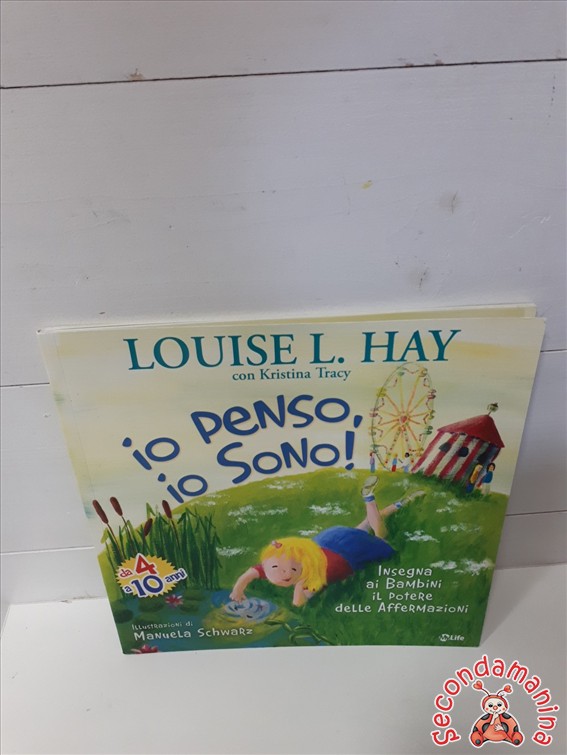 LOUISE L. HAY
con Kristina Tracy
io PENSO,
io SONO!
da 4
a 10 anni
INSEGNA
AI BAMBINI
IL POTERE
DELLE AFFERMAZIONI
ILLUSTRAZIONI DI
MANUELA SCHWARZ
Life
Secondamanina